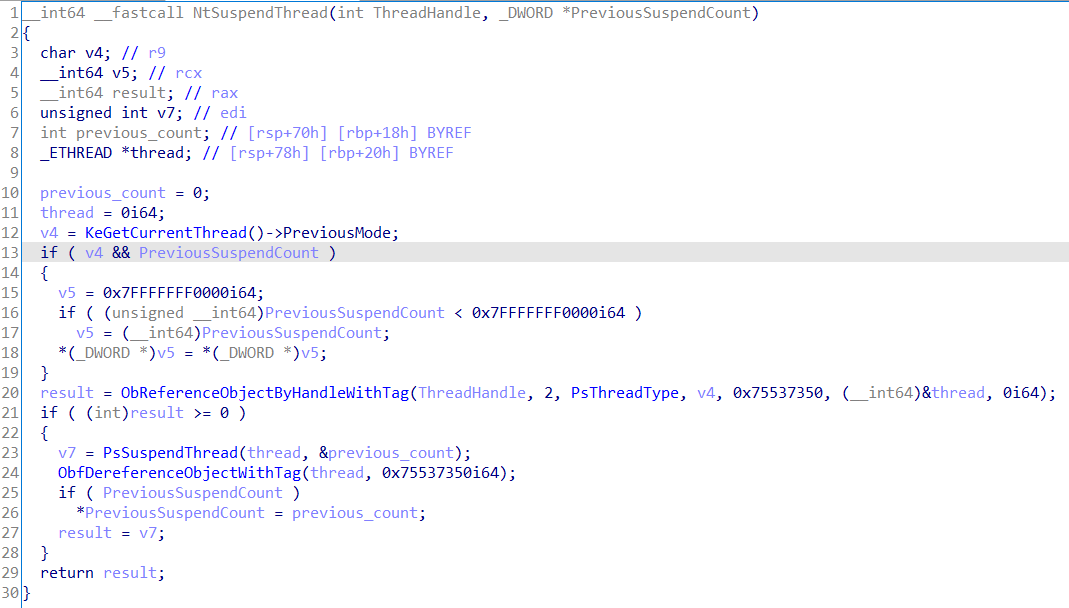 1 __int64 __fastcall NtSuspendThread(int ThreadHandle, _DWORD *PreviousSuspendCount)
2 {
3   char v4; // r9
4   __int64 v5; // rcx
5   __int64 result; // rax
6   unsigned int v7; // edi
7   int previous_count; // [rsp+70h] [rbp+18h] BYREF
8   _ETHREAD *thread; // [rsp+78h] [rbp+20h] BYREF
9
10   previous_count = 0;
11   thread = 0i64;
12   v4 = KeGetCurrentThread()->PreviousMode;
13   if ( v4 && PreviousSuspendCount )
14   {
15     v5 = 0x7FFFFFFF0000i64;
16     if ( (unsigned __int64)PreviousSuspendCount < 0x7FFFFFFF0000i64 )
17       v5 = (__int64)PreviousSuspendCount;
18     *(_DWORD *)v5 = *(_DWORD *)v5;
19   }
20   result = ObReferenceObjectByHandleWithTag(ThreadHandle, 2, PsThreadType, v4, 0x75537350, (__int64)&thread, 0i64);
21   if ( (int)result >= 0 )
22   {
23     v7 = PsSuspendThread(thread, &previous_count);
24     ObfDereferenceObjectWithTag(thread, 0x75537350i64);
25     if ( PreviousSuspendCount )
26       *PreviousSuspendCount = previous_count;
27     result = v7;
28   }
29   return result;
30 }